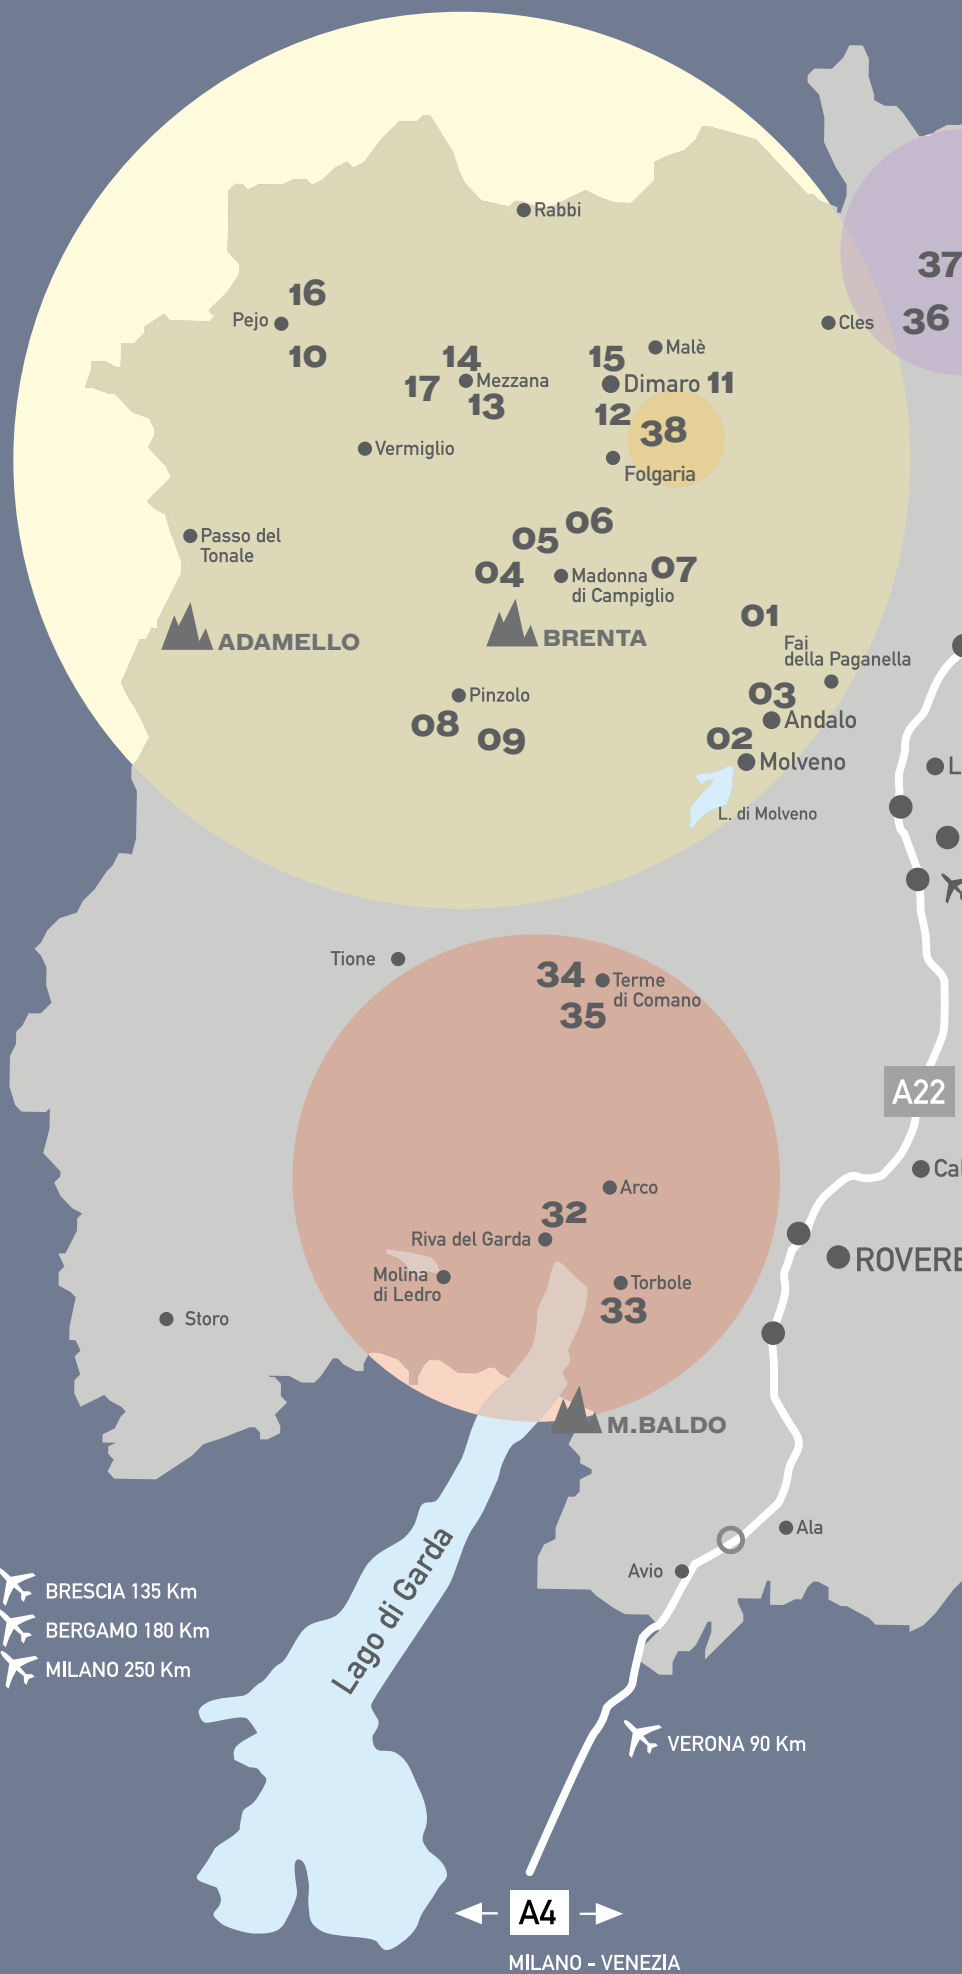 Rabbi
37
16
Pejo
Cles
36
10
14
15
Malè
17
Mezzana
Dimaro
11
13
12
38
Vermiglio
Folgaria
06
05
Passo del
Tonale
04
Madonna
di Campiglio
07
01
ADAMELLO
BRENTA
Fai
della Paganella
Pinzolo
03
08
09
Andalo
02
Molveno
L. di Molveno
Tione
34
Terme
di Comano
35
A22
Arco
32
Riva del Garda
ROVERE
Molina
di Ledro
Torbole
33
Storo
M.BALDO
Ala
Avio
Lago di Garda
BRESCIA 135 Km
BERGAMO 180 Km
MILANO 250 Km
VERONA 90 Km
A4
MILANO - VENEZIA